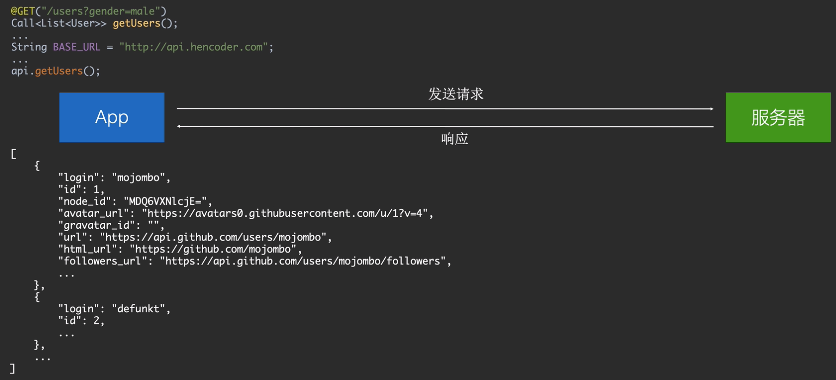 @GET("/users?gender=male")
Call<List<User>> getUsers();
...
String BASE_URL = "http://api.hencoder.com";
...
api.getUsers();
发送请求
App
服务器
响应
[
{
"login": "mojombo",
"id": 1,
"node_id": "MDQ6VXNlcjE=",
"avatar_url": "https://avatars0.githubusercontent.com/u/1?v=4",
"gravatar_id": "",
"url": "https://api.github.com/users/mojombo",
"html_url": "https://github.com/mojombo",
"followers_url": "https://api.github.com/users/mojombo/followers",
...
},
{
"login": "defunkt",
"id": 2,
...
},
...
]